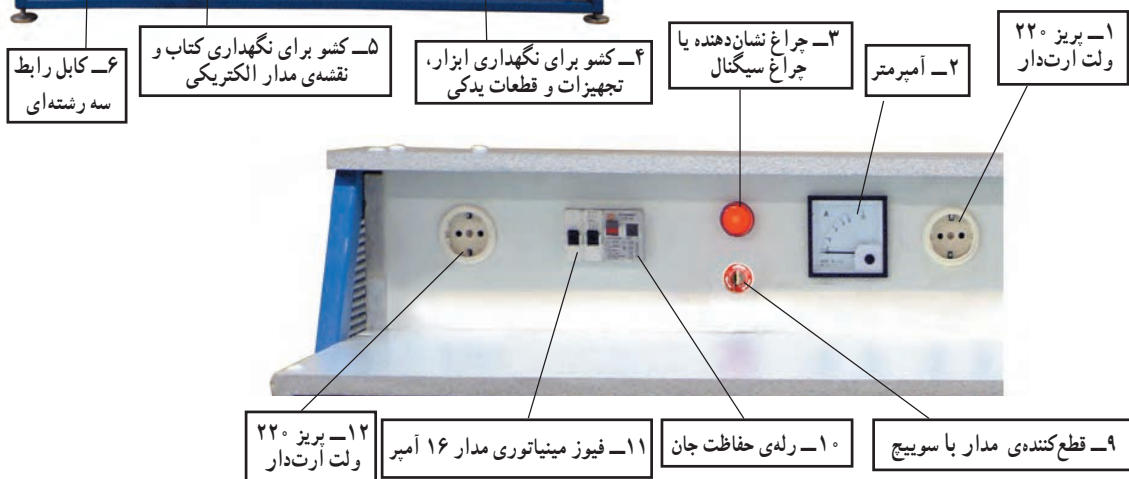 ۱ــ پریز ۲۲۰
ولت ارت‌دار
۲ــ آمپرمتر
۳ــ چراغ نشان‌دهنده یا
چراغ سیگنال
۴ــ کشو برای نگهداری ابزار،
تجهیزات و قطعات یدکی
۵ــ کشو برای نگهداری کتاب و
نقشه‌ی مدار الکتریکی
۶ــ کابل رابط
سه رشته‌ای
۹ــ قطع‌کننده‌ی مدار با سوییچ
۱۰ــ رله‌ی حفاظت جان
۱۱ــ فیوز مینیاتوری مدار ۱۶ آمپر
۱۲ــ پریز ۲۲۰
ولت ارت‌دار